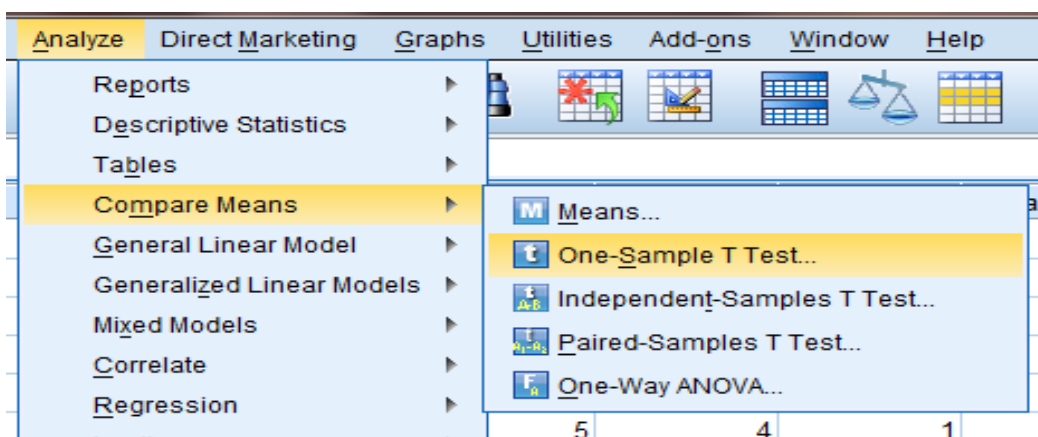 Analyze Direct Marketing Graphs Utilities Add-ons Window Help
Reports
Descriptive Statistics
Tables
Compare Means
General Linear Model
Generalized Linear Models
Mixed Models
Correlate
Regression
Means...
One-Sample T Test...
Independent-Samples T Test...
Paired-Samples T Test...
One-Way ANOVA...
5 4 1